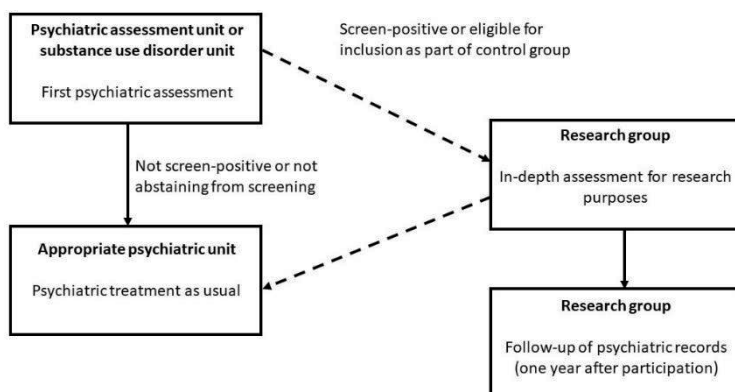 Psychiatric assessment unit or
substance use disorder unit
First psychiatric assessment
Screen-positive or eligible for
inclusion as part of control group
Not screen-positive or not
abstaining from screening
Research group
In-depth assessment for research
purposes
Appropriate psychiatric unit
Psychiatric treatment as usual
Research group
Follow-up of psychiatric records
(one year after participation)